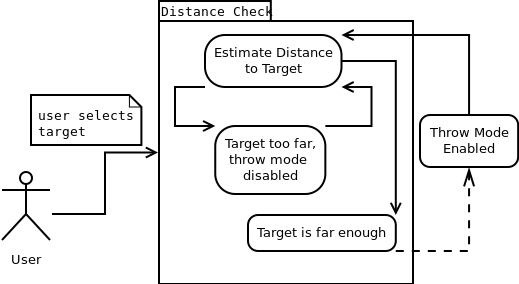 Distance Check
Estimate Distance
to Target
user selects
target
Target too far,
throw mode
disabled
Throw Mode
Enabled
Target is far enough
User